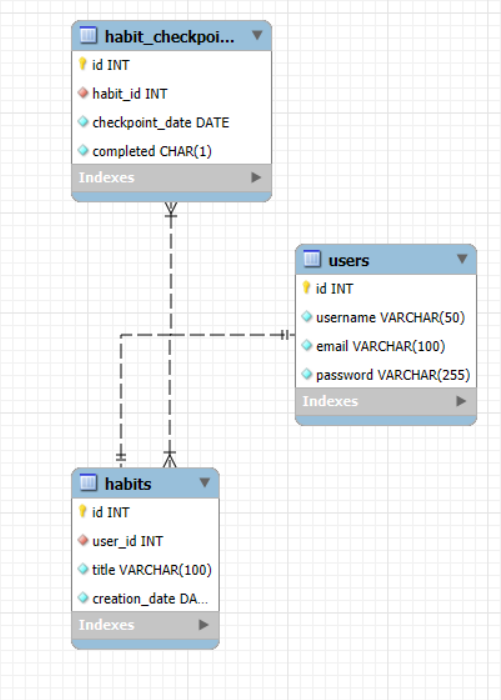 habit_checkpoi...
id INT
habit_id INT
checkpoint_date DATE
completed CHAR(1)
Indexes
users
id INT
username VARCHAR(50)
email VARCHAR(100)
password VARCHAR(255)
Indexes
habits
id INT
user_id INT
title VARCHAR(100)
creation_date DA...
Indexes